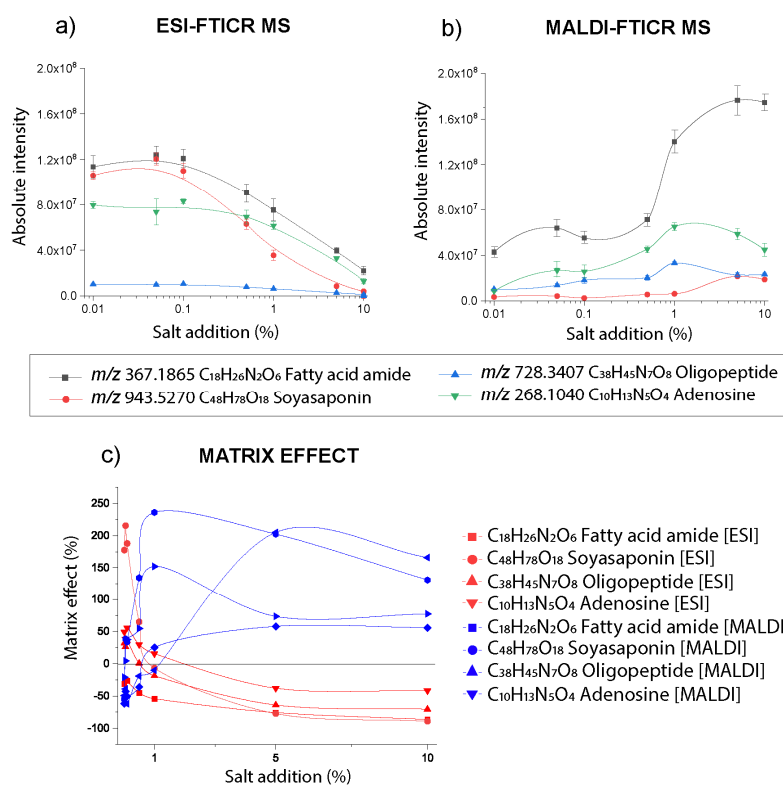 a)
ESI-FTICR MS
Absolute intensity
2.0x10⁸
1.6x10⁸
1.2x10⁸
8.0x10⁷
4.0x10⁷
0.0
0.01
0.1
1
10
Salt addition (%)
b)
MALDI-FTICR MS
Absolute intensity
2.0x10⁸
1.6x10⁸
1.2x10⁸
8.0x10⁷
4.0x10⁷
0.0
0.01
0.1
1
10
Salt addition (%)
m/z 367.1865 C₁₈H₂₆N₂O₆ Fatty acid amide
m/z 943.5270 C₄₈H₇₈O₁₈ Soyasaponin
m/z 728.3407 C₃₈H₄₅N₇O₈ Oligopeptide
m/z 268.1040 C₁₀H₁₃N₅O₄ Adenosine
c)
MATRIX EFFECT
Matrix effect (%)
250
200
150
100
50
0
-50
-100
1
5
10
Salt addition (%)
C₁₈H₂₆N₂O₆ Fatty acid amide [ESI]
C₄₈H₇₈O₁₈ Soyasaponin [ESI]
C₃₈H₄₅N₇O₈ Oligopeptide [ESI]
C₁₀H₁₃N₅O₄ Adenosine [ESI]
C₁₈H₂₆N₂O₆ Fatty acid amide [MALDI]
C₄₈H₇₈O₁₈ Soyasaponin [MALDI]
C₃₈H₄₅N₇O₈ Oligopeptide [MALDI]
C₁₀H₁₃N₅O₄ Adenosine [MALDI]